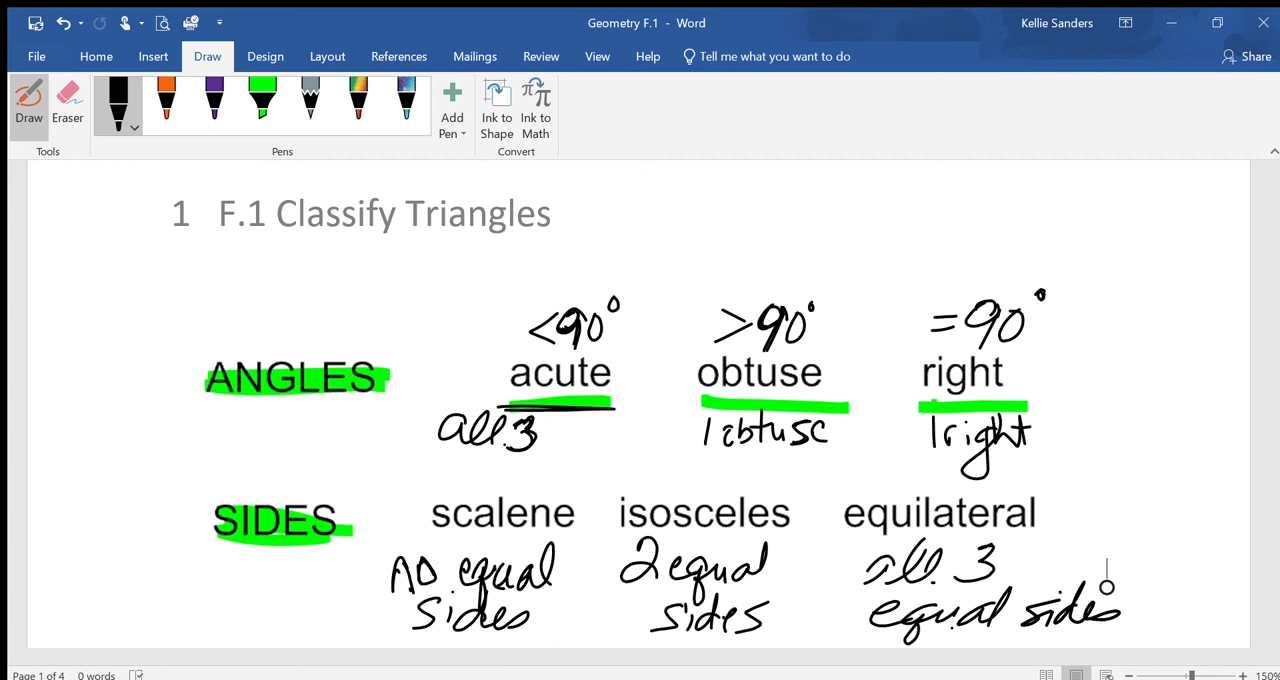 Geometry F.1 - Word
Kellie Sanders
File Home Insert Draw Design Layout References Mailings Review View Help Tell me what you want to do Share
Draw Eraser Add Pen Ink to Shape Ink to Math
Tools Pens Convert
1 F.1 Classify Triangles
<90° >90° =90°
ANGLES acute obtuse right
all 3 1 obtuse 1 right
SIDES scalene isosceles equilateral
no equal sides
2 equal sides
all 3 equal sides
Page 1 of 4 0 words 150%